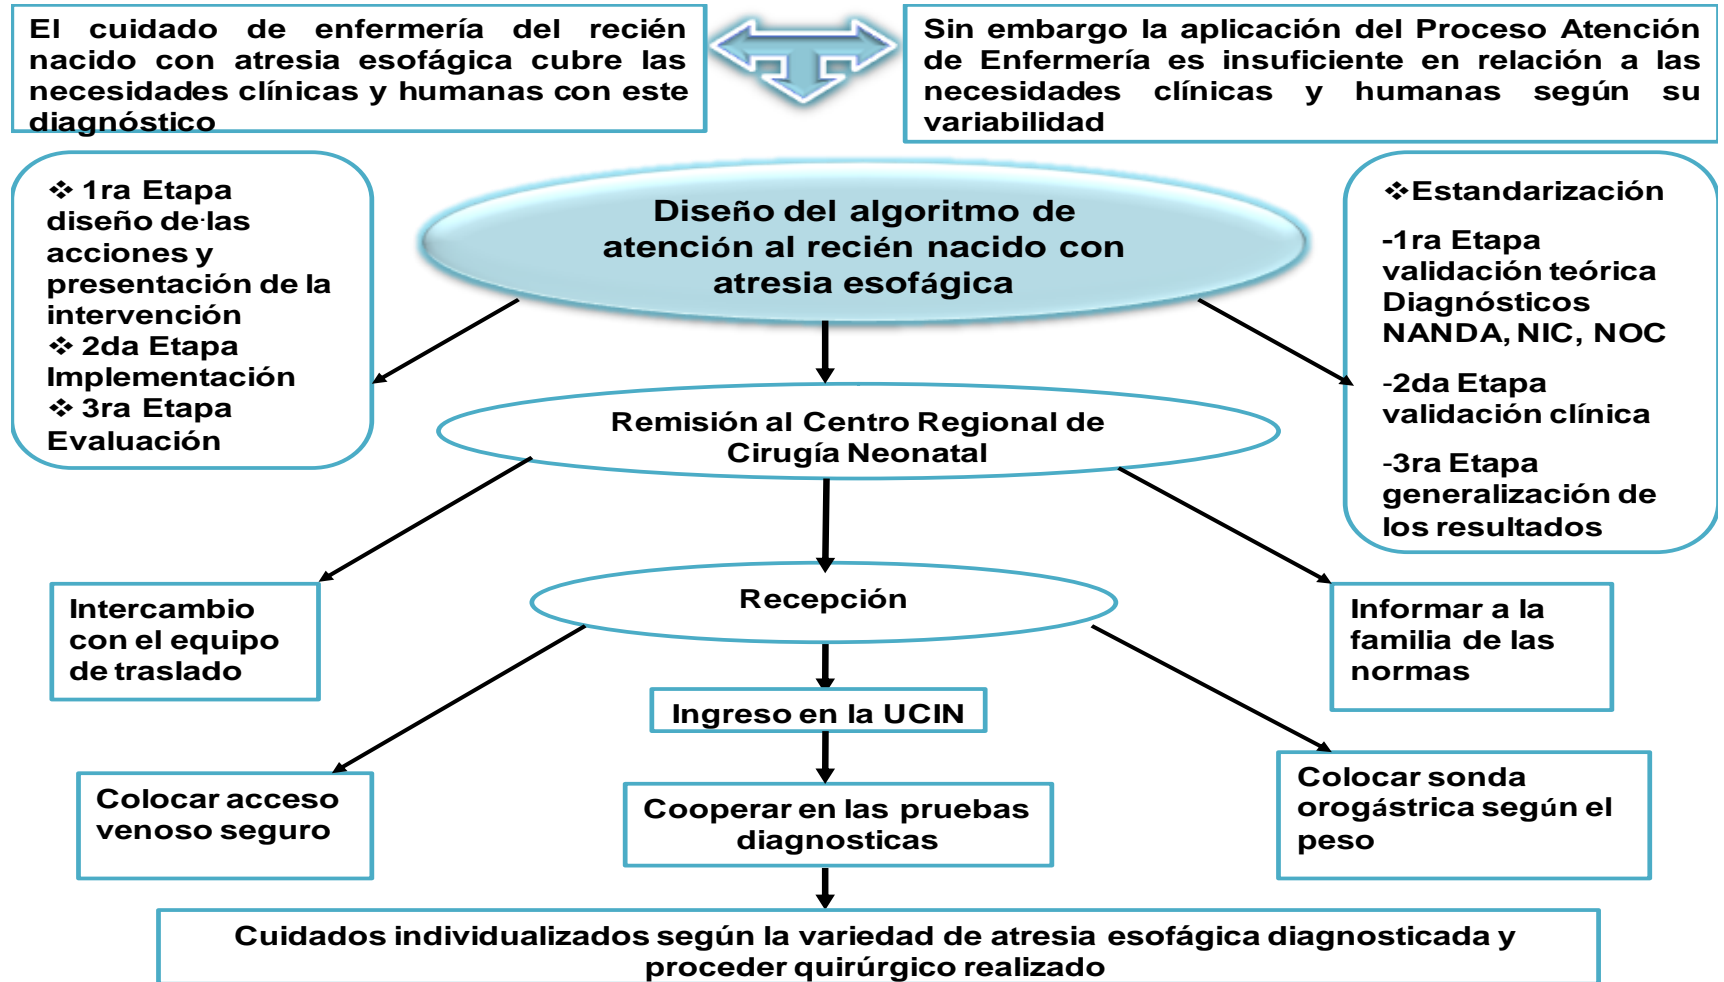 El cuidado de enfermería del recién
nacido con atresia esofágica cubre las
necesidades clínicas y humanas con este
diagnóstico
Sin embargo la aplicación del Proceso Atención
de Enfermería es insuficiente en relación a las
necesidades clínicas y humanas según su
variabilidad
❖ 1ra Etapa
diseño de·las
acciones y
presentación de la
intervención
❖ 2da Etapa
Implementación
❖ 3ra Etapa
Evaluación
Diseño del algoritmo de
atención al recién nacido con
atresia esofágica
❖Estandarización
-1ra Etapa
validación teórica
Diagnósticos
NANDA, NIC, NOC
-2da Etapa
validación clínica
-3ra Etapa
generalización de
los resultados
Remisión al Centro Regional de
Cirugía Neonatal
Intercambio
con el equipo
de traslado
Recepción
Informar a la
familia de las
normas
Ingreso en la UCIN
Colocar acceso
venoso seguro
Cooperar en las pruebas
diagnosticas
Colocar sonda
orogástrica según el
peso
Cuidados individualizados según la variedad de atresia esofágica diagnosticada y
proceder quirúrgico realizado